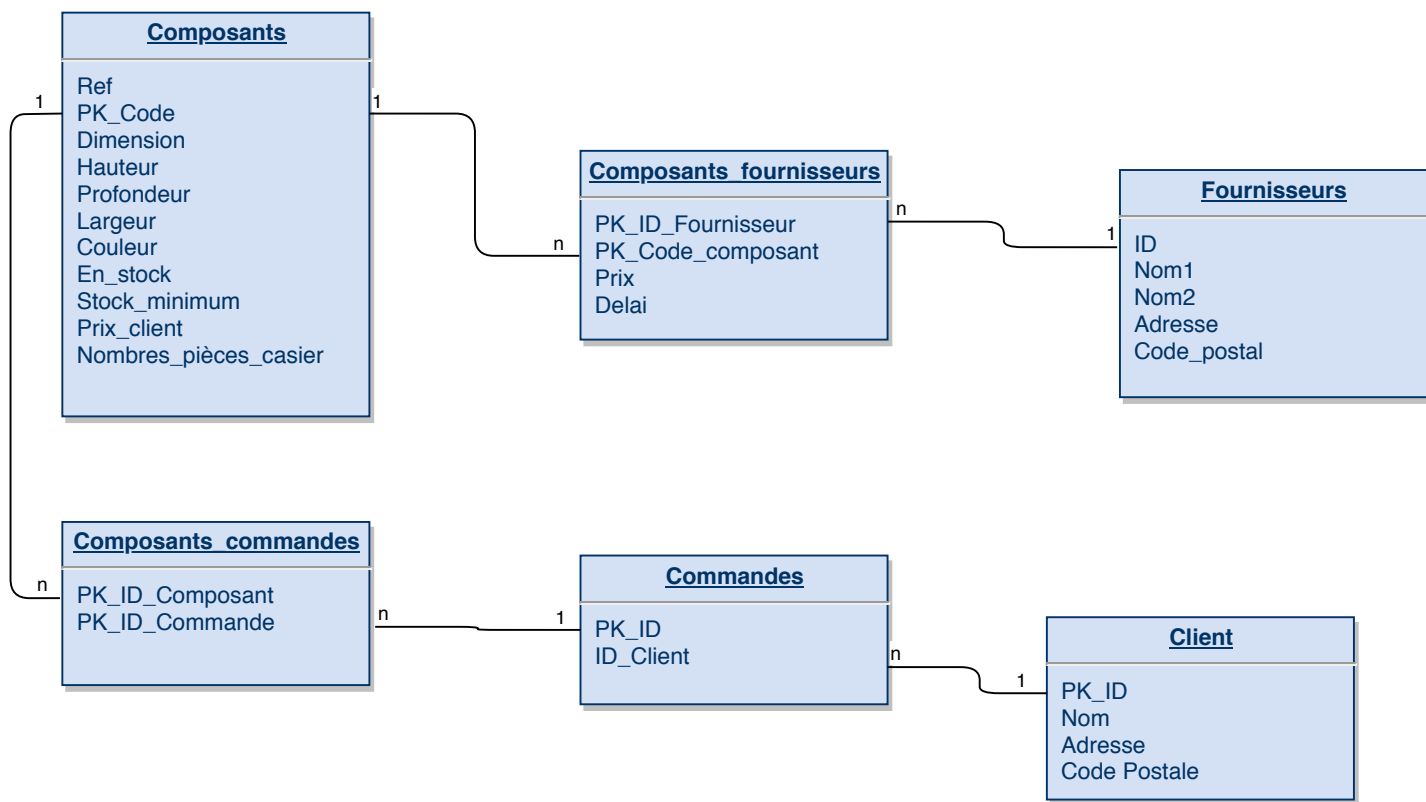 Composants
Ref
PK_Code
Dimension
Hauteur
Profondeur
Largeur
Couleur
En_stock
Stock_minimum
Prix_client
Nombres_pièces_casier
1
1
Composants_fournisseurs
PK_ID_Fournisseur
PK_Code_composant
Prix
Delai
n
n
Fournisseurs
ID
Nom1
Nom2
Adresse
Code_postal
1
Composants_commandes
PK_ID_Composant
PK_ID_Commande
n
n
Commandes
PK_ID
ID_Client
1
n
Client
PK_ID
Nom
Adresse
Code Postale
1